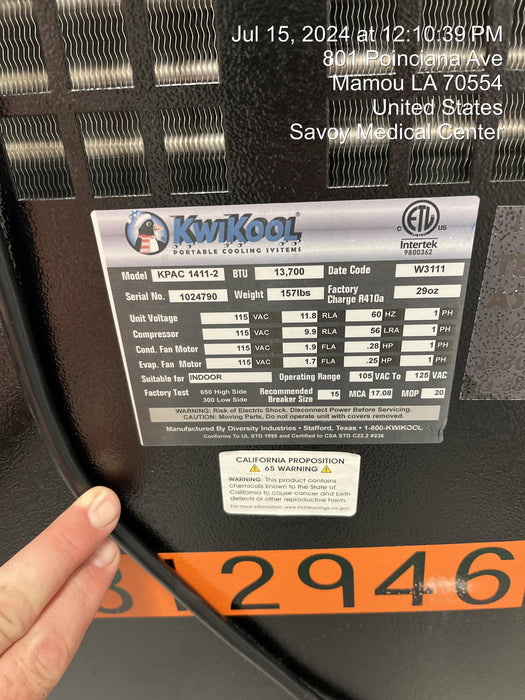 Jul 15, 2024 at 12:10:39 PM
801 Poinciana Ave
Mamou LA 70554
United States
Savoy Medical Center
KWIKOOL
PORTABLE COOLING SYSTEMS
ETL
C US
Intertek
9800362
Model KPAC 1411-2 BTU 13,700 Date Code W3111
Serial No. 1024790 Weight 157lbs Factory Charge R410a 29oz
Unit Voltage 115 VAC 11.8 RLA 60 HZ 1 PH
Compressor 115 VAC 9.9 RLA 56 LRA 1 PH
Cond. Fan Motor 115 VAC 1.9 FLA .28 HP 1 PH
Evap. Fan Motor 115 VAC 1.7 FLA .25 HP 1 PH
Suitable for INDOOR Operating Range 105 VAC To 125 VAC
Factory Test 650 High Side 300 Low Side Recommended Breaker Size 15 MCA 17.08 MOP 20
WARNING: Risk of Electric Shock. Disconnect Power Before Servicing.
CAUTION: Moving Parts, Do not operate unit with covers removed.
Manufactured By Diversity Industries • Stafford, Texas • 1-800-KWIKOOL
Conforms To UL STD 1995 and Certified to CSA STD C22.2 #236
CALIFORNIA PROPOSITION
65 WARNING
WARNING: This product contains
chemicals known to the State of
California to cause cancer and birth
defects or other reproductive harm.
For more information: www.P65Warnings.ca.gov
12946